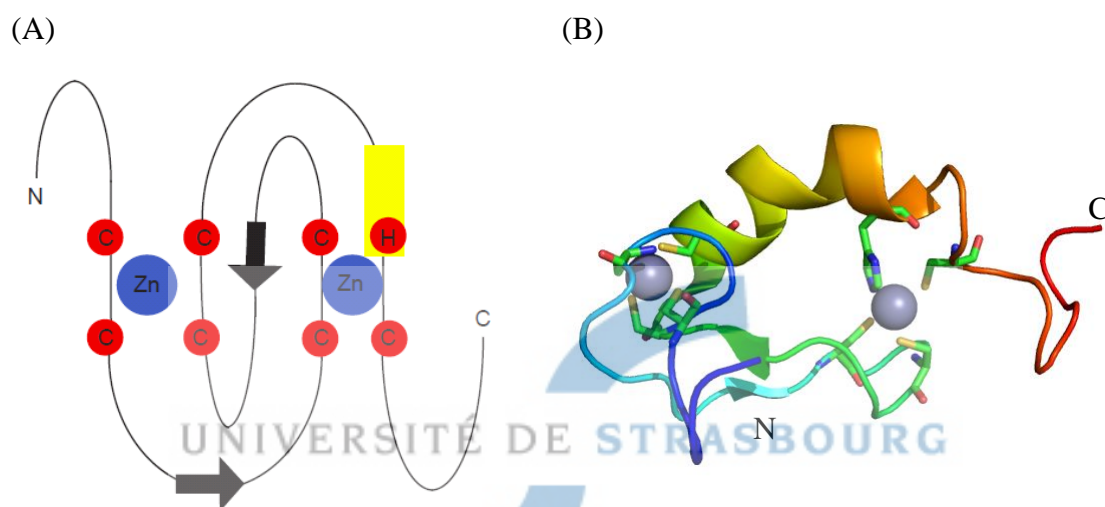 (A) (B)
N
C C C H
Zn Zn
C C C C
C
C
N
UNIVERSITÉ DE STRASBOURG